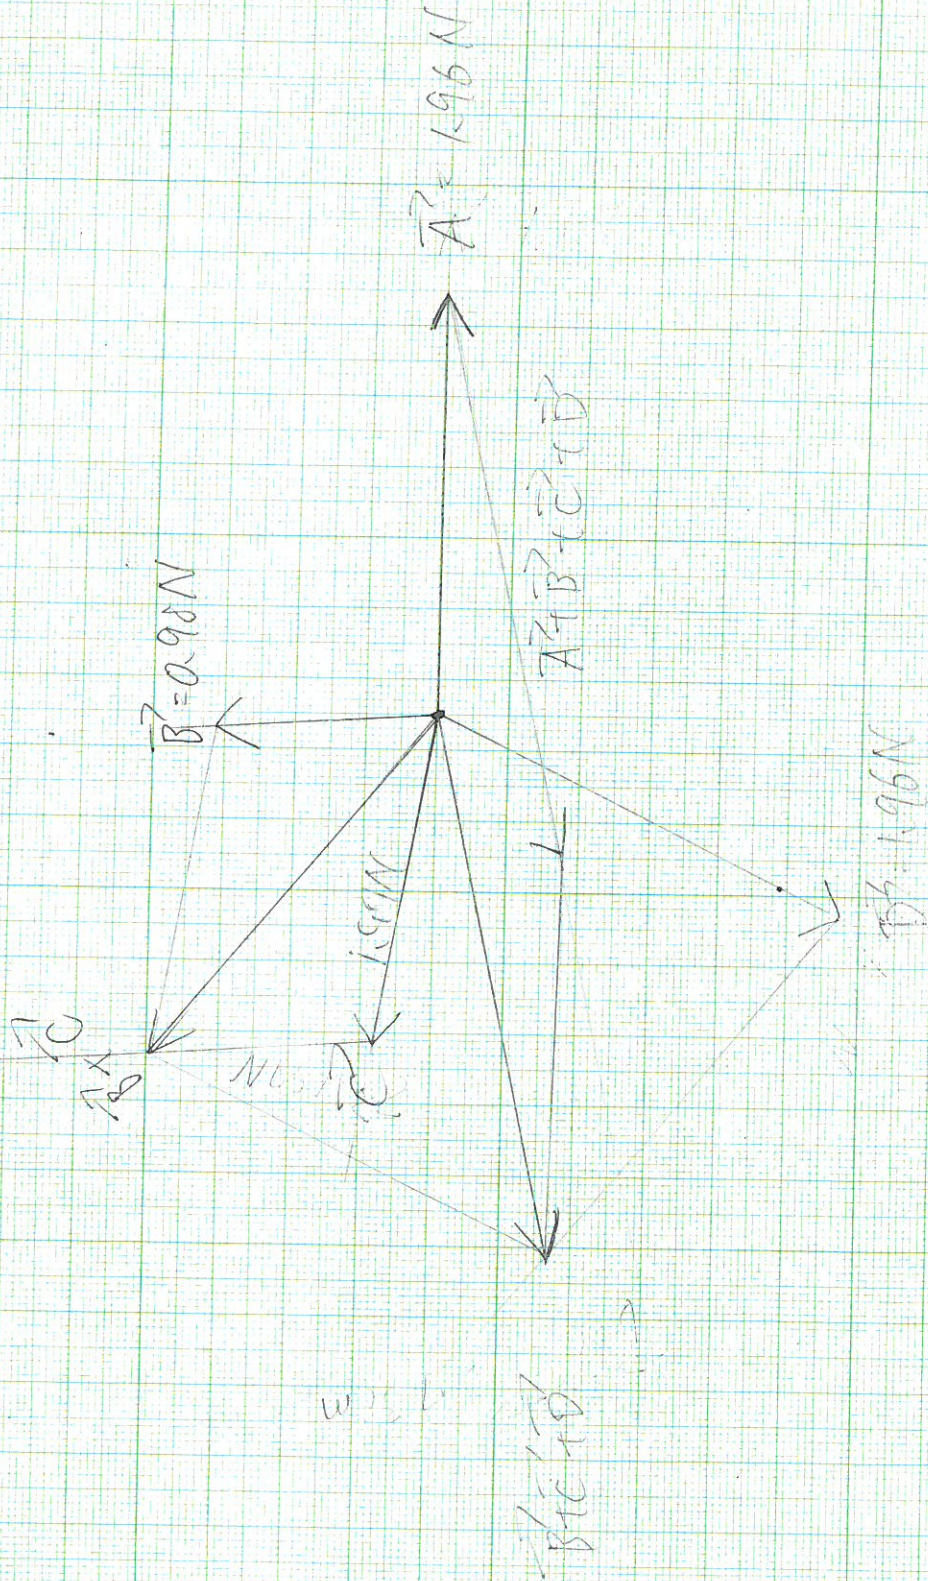 A⃗ = 1.96 N
B⃗ = 0.98 N
A⃗ + B⃗ + C⃗ + D⃗
C⃗
B⃗ + C⃗
D⃗ = 1.96 N
B⃗ + C⃗ + D⃗